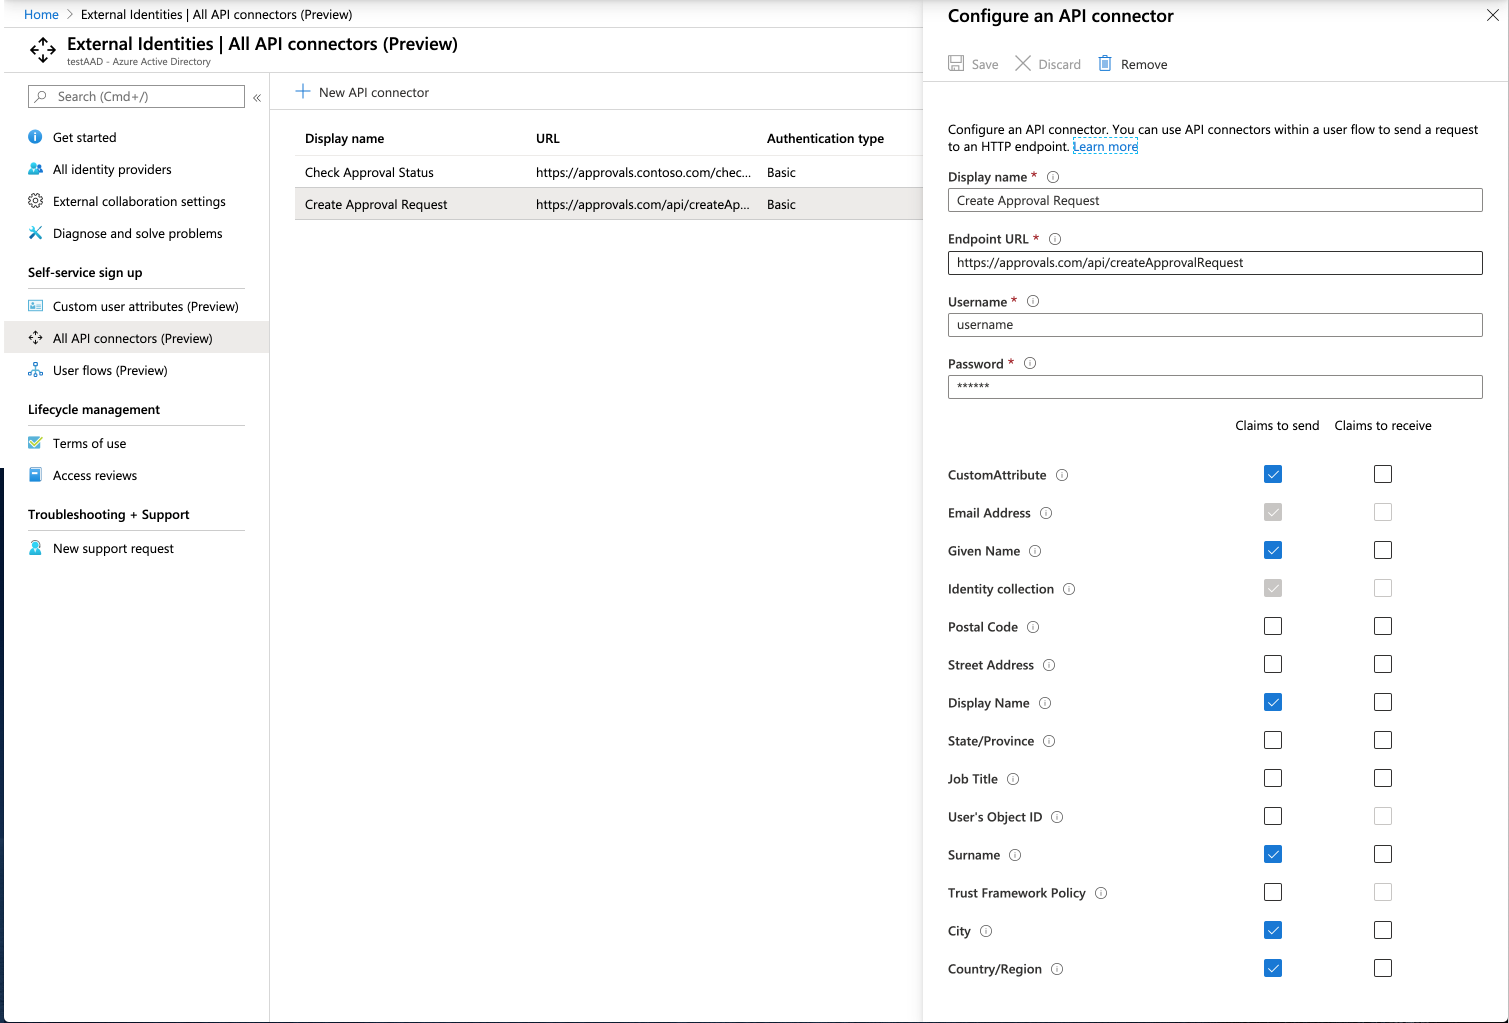 Home > External Identities | All API connectors (Preview)
External Identities | All API connectors (Preview)
testAAD - Azure Active Directory
Search (Cmd+/)
«
Get started
All identity providers
External collaboration settings
Diagnose and solve problems
Self-service sign up
Custom user attributes (Preview)
All API connectors (Preview)
User flows (Preview)
Lifecycle management
Terms of use
Access reviews
Troubleshooting + Support
New support request
New API connector
Display name URL Authentication type
Check Approval Status https://approvals.contoso.com/chec... Basic
Create Approval Request https://approvals.com/api/createAp... Basic
Configure an API connector
Save Discard Remove
Configure an API connector. You can use API connectors within a user flow to send a request
to an HTTP endpoint. Learn more
Display name *
Create Approval Request
Endpoint URL *
https://approvals.com/api/createApprovalRequest
Username *
username
Password *
******
Claims to send Claims to receive
CustomAttribute
Email Address
Given Name
Identity collection
Postal Code
Street Address
Display Name
State/Province
Job Title
User's Object ID
Surname
Trust Framework Policy
City
Country/Region